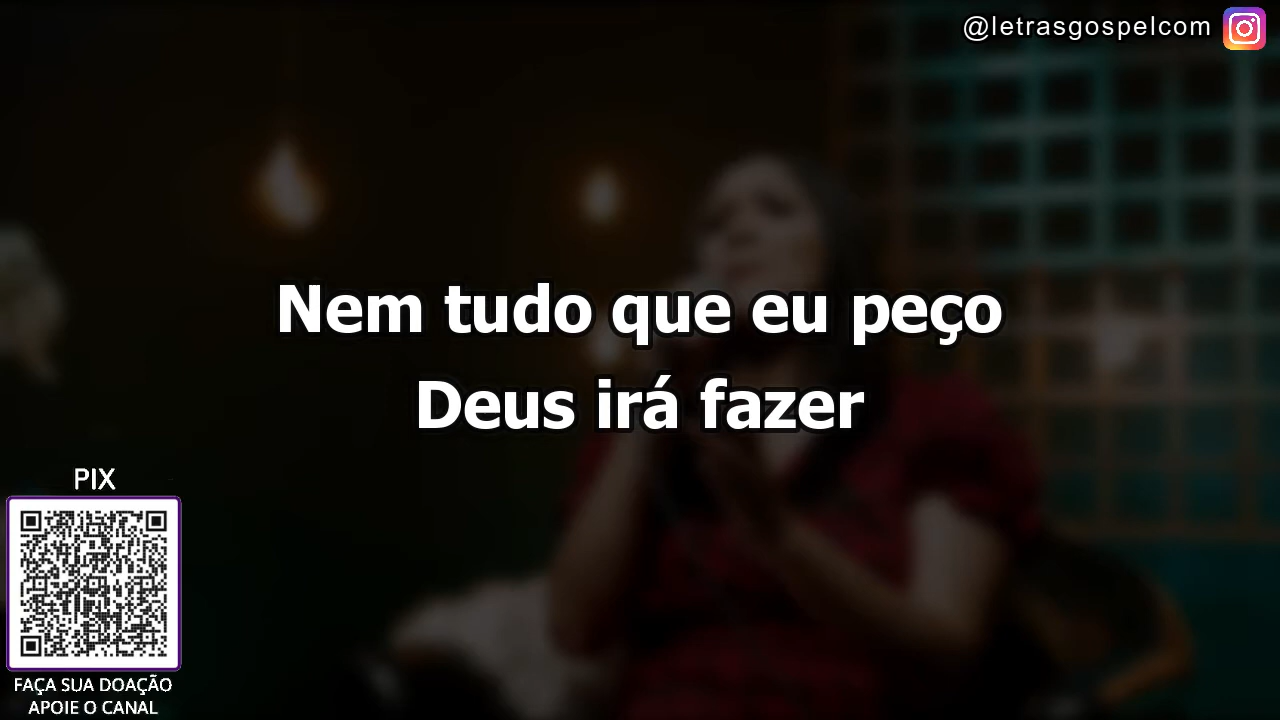 @letrasgospelcom
Nem tudo que eu peço
Deus irá fazer
PIX
FAÇA SUA DOAÇÃO
APOIE O CANAL